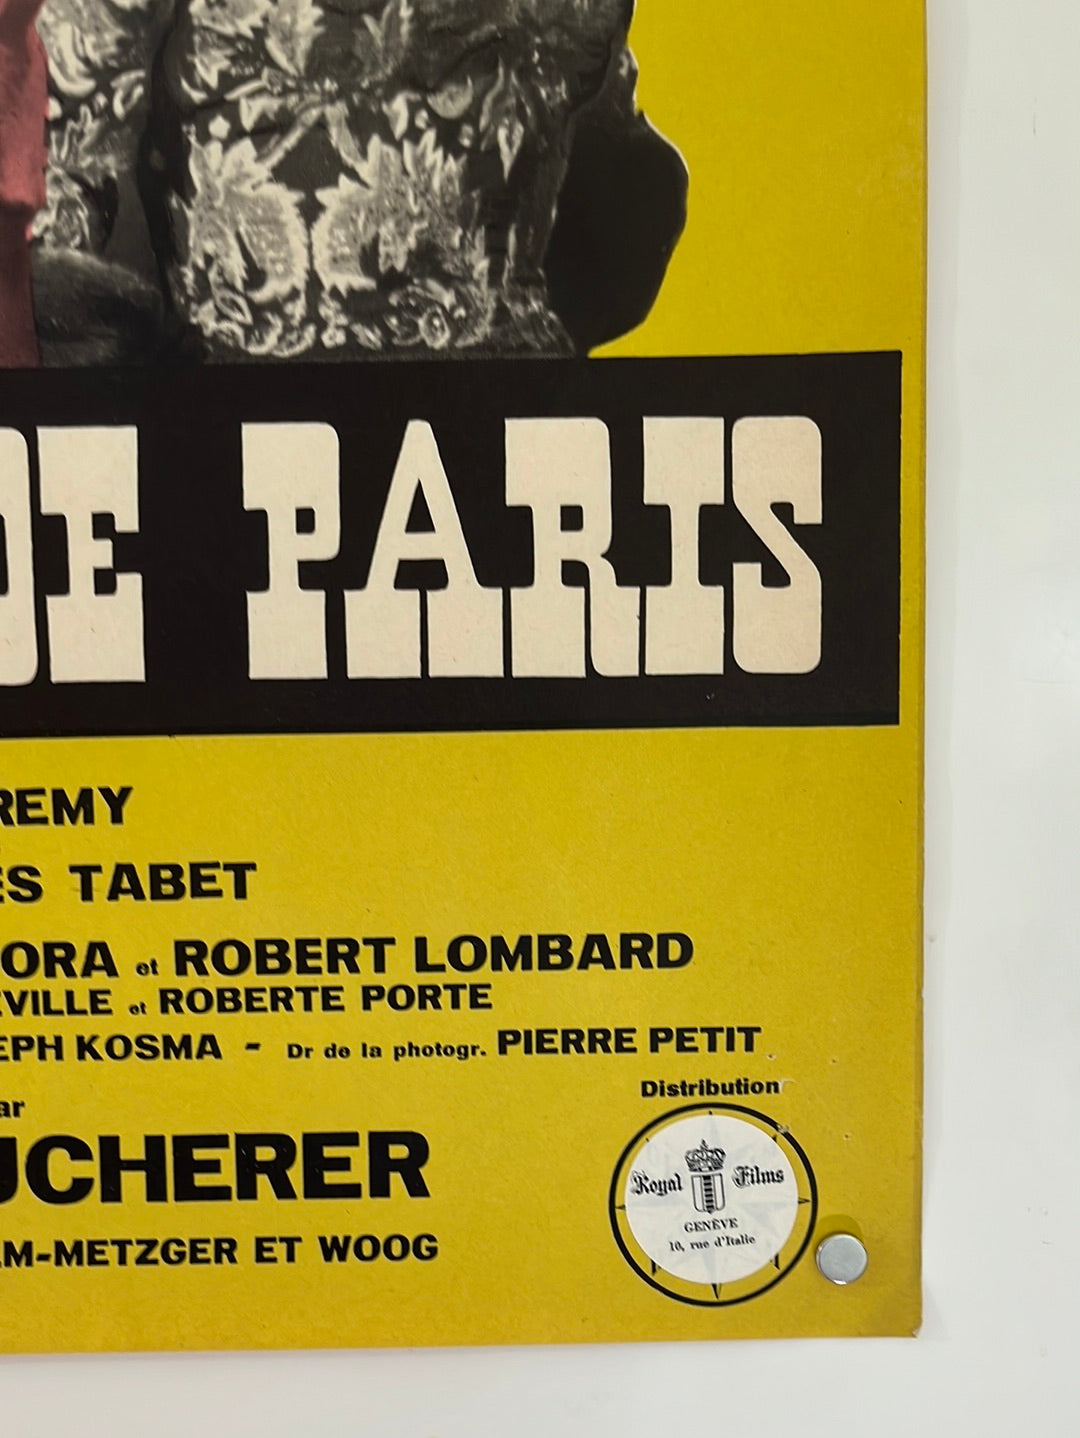 DE PARIS
REMY
ES TABET
ORA et ROBERT LOMBARD
EVILLE et ROBERTE PORTE
EPH KOSMA - Dr de la photogr. PIERRE PETIT
Distribution
ar
UCHERER
Royal Films
GENÈVE
10, rue d'Italie
LM-METZGER ET WOOG